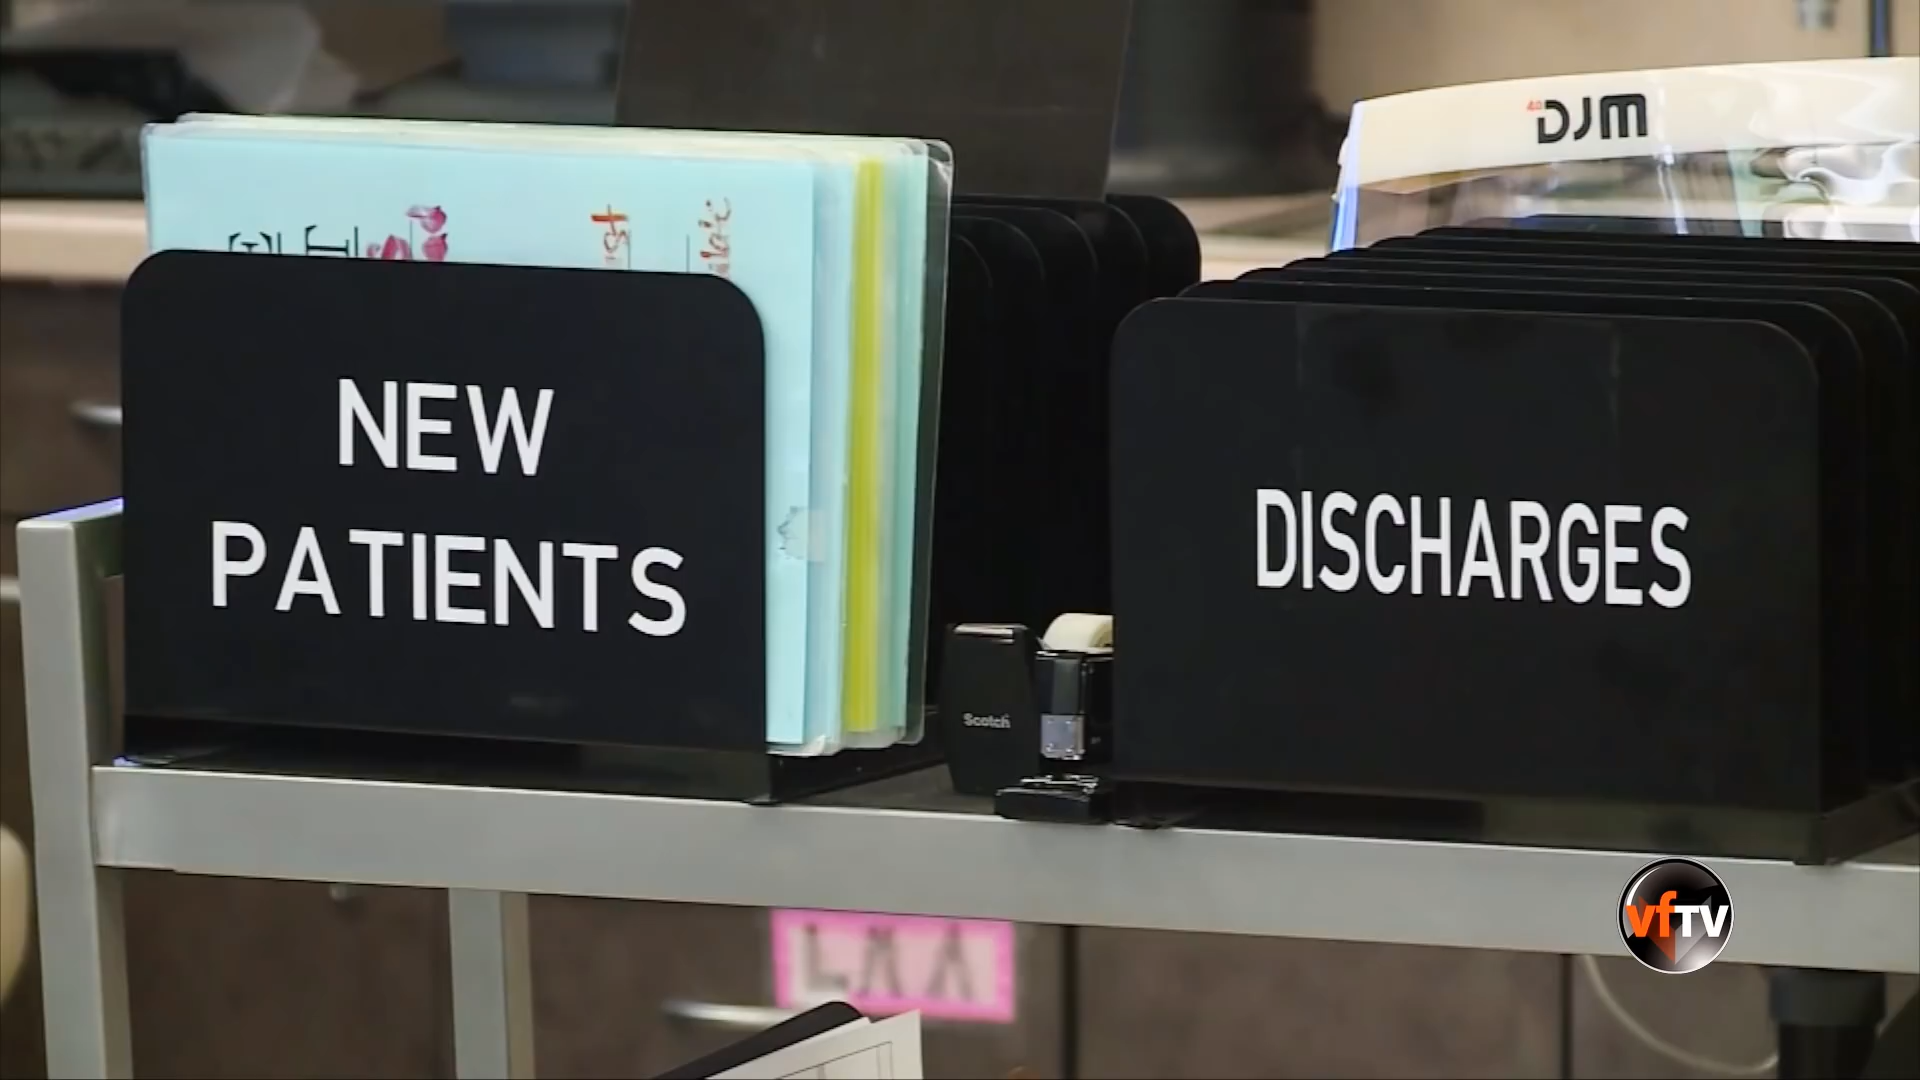 DJM
NEW
PATIENTS
DISCHARGES
Scotch
vfTV